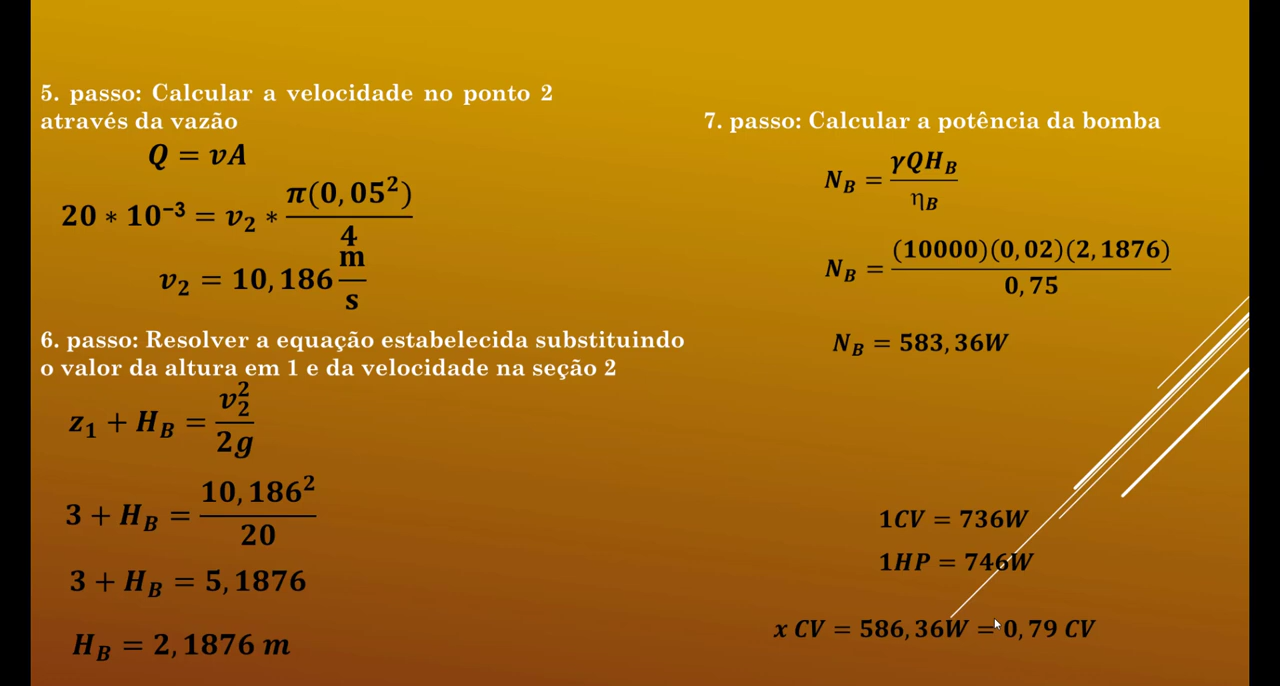 5. passo: Calcular a velocidade no ponto 2
através da vazão
Q = vA
20 * 10⁻³ = v₂ * π(0,05²)/4
v₂ = 10,186 m/s
6. passo: Resolver a equação estabelecida substituindo
o valor da altura em 1 e da velocidade na seção 2
z₁ + H_B = v₂²/2g
3 + H_B = 10,186²/20
3 + H_B = 5,1876
H_B = 2,1876 m
7. passo: Calcular a potência da bomba
N_B = γQH_B/η_B
N_B = (10000)(0,02)(2,1876)/0,75
N_B = 583,36W
1CV = 736W
1HP = 746W
x CV = 586,36W = 0,79 CV